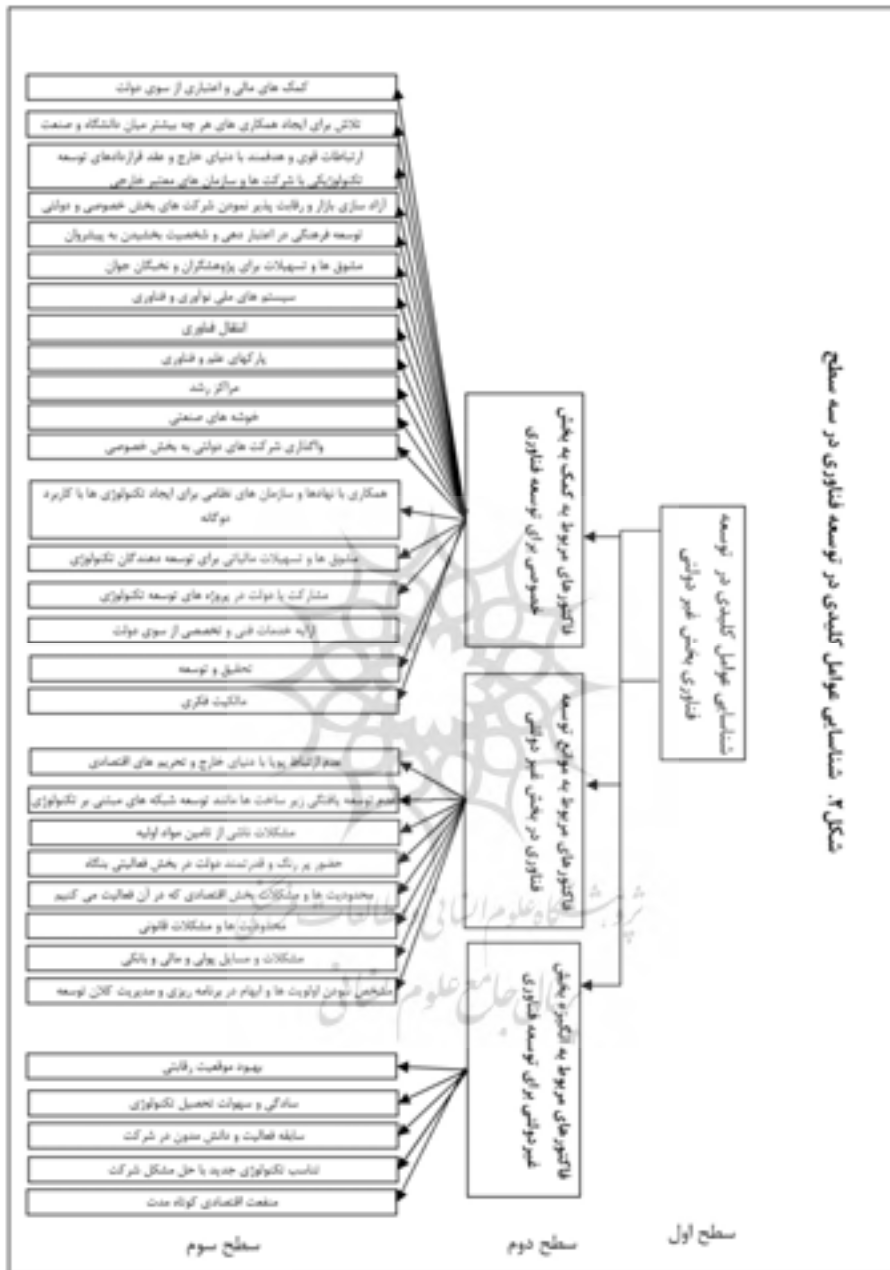 شکل ۲. شناسایی عوامل کلیدی در توسعه فناوری در سه سطح
شناسایی عوامل کلیدی در توسعه
فناوری بخش غیر دولتی
فاکتورهای مربوط به کمک به بخش
خصوصی برای توسعه فناوری
کمک های مالی و اعتباری از سوی دولت
تلاش برای ایجاد همکاری های هر چه بیشتر میان دانشگاه و صنعت
ارتباطات قوی و هدفمند با دنیای خارج و عقد قراردادهای توسعه
تکنولوژیکی با شرکت ها و سازمان های معتبر خارجی
آزاد سازی بازار و رقابت پذیر نمودن شرکت های بخش خصوصی و دولتی
توسعه فرهنگی در اعتبار دهی و شخصیت بخشیدن به پیشروان
مشوق ها و تسهیلات برای پژوهشگران و نخبگان جوان
سیستم های ملی نوآوری و فناوری
انتقال فناوری
پارکهای علم و فناوری
مراکز رشد
خوشه های صنعتی
واگذاری شرکت های دولتی به بخش خصوصی
همکاری با نهادها و سازمان های نظامی برای ایجاد تکنولوژی ها با کاربرد
دوگانه
مشوق ها و تسهیلات مالیاتی برای توسعه دهندگان تکنولوژی
مشارکت با دولت در پروژه های توسعه تکنولوژی
ارایه خدمات فنی و تخصصی از سوی دولت
تحقیق و توسعه
مالکیت فکری
فاکتورهای مربوط به موانع توسعه
فناوری در بخش غیر دولتی
عدم ارتباط پویا با دنیای خارج و تحریم های اقتصادی
عدم توسعه یافتگی زیر ساخت ها مانند توسعه شبکه های مبتنی بر تکنولوژی
مشکلات ناشی از تامین مواد اولیه
حضور پر رنگ و قدرتمند دولت در بخش فعالیتی بنگاه
محدودیت ها و مشکلات بخش اقتصادی که در آن فعالیت می کنیم
محدودیت ها و مشکلات قانونی
مشکلات و مسایل پولی و مالی و بانکی
مشخص نبودن اولویت ها و ابهام در برنامه ریزی و مدیریت کلان توسعه
فاکتورهای مربوط به انگیزه بخش
غیردولتی برای توسعه فناوری
بهبود موقعیت رقابتی
سادگی و سهولت تحصیل تکنولوژی
سابقه فعالیت و دانش مدون در شرکت
تناسب تکنولوژی جدید با حل مشکل شرکت
منفعت اقتصادی کوتاه مدت
سطح اول
سطح دوم
سطح سوم
پژوهشگاه علوم انسانی و مطالعات فرهنگی
پرتال جامع علوم انسانی